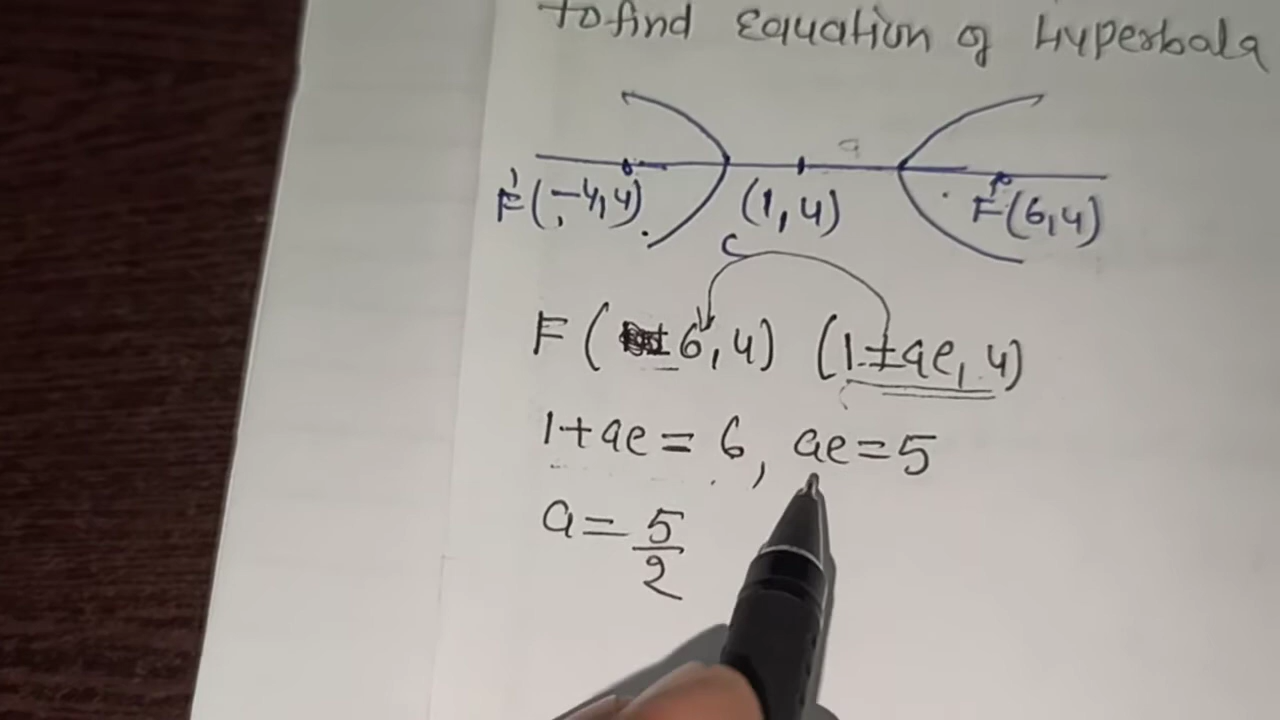 to find Equation of Hyperbala
a
F'(-4,4) (1,4) F(6,4)
C
F(±6,4) (1±ae, 4)
1+ae = 6, ae=5
a = 5/2